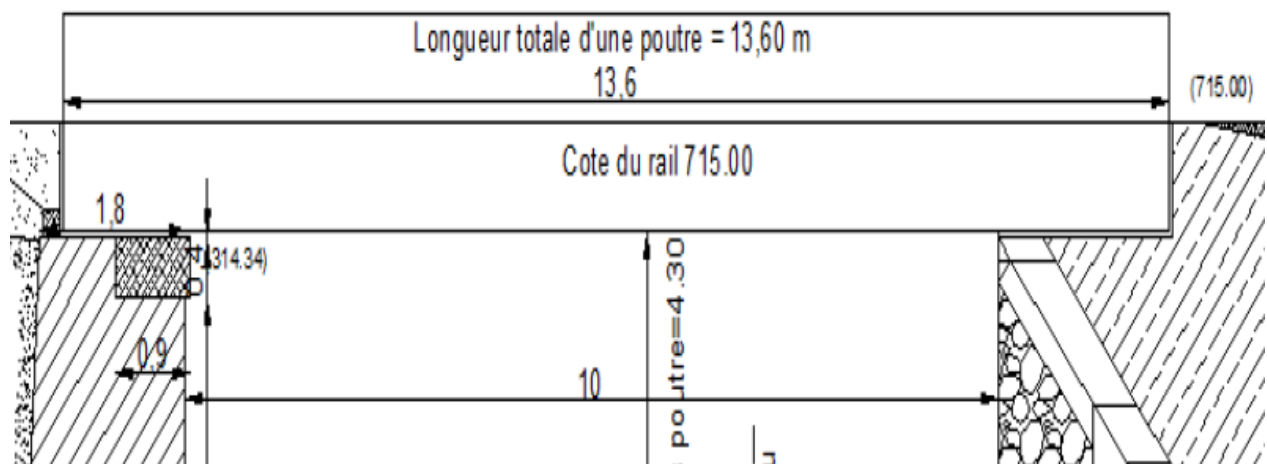 Longueur totale d'une poutre = 13,60 m
13,6
(715.00)
Cote du rail 715.00
1,8
314.34)
0,9
10
poutre=4.30